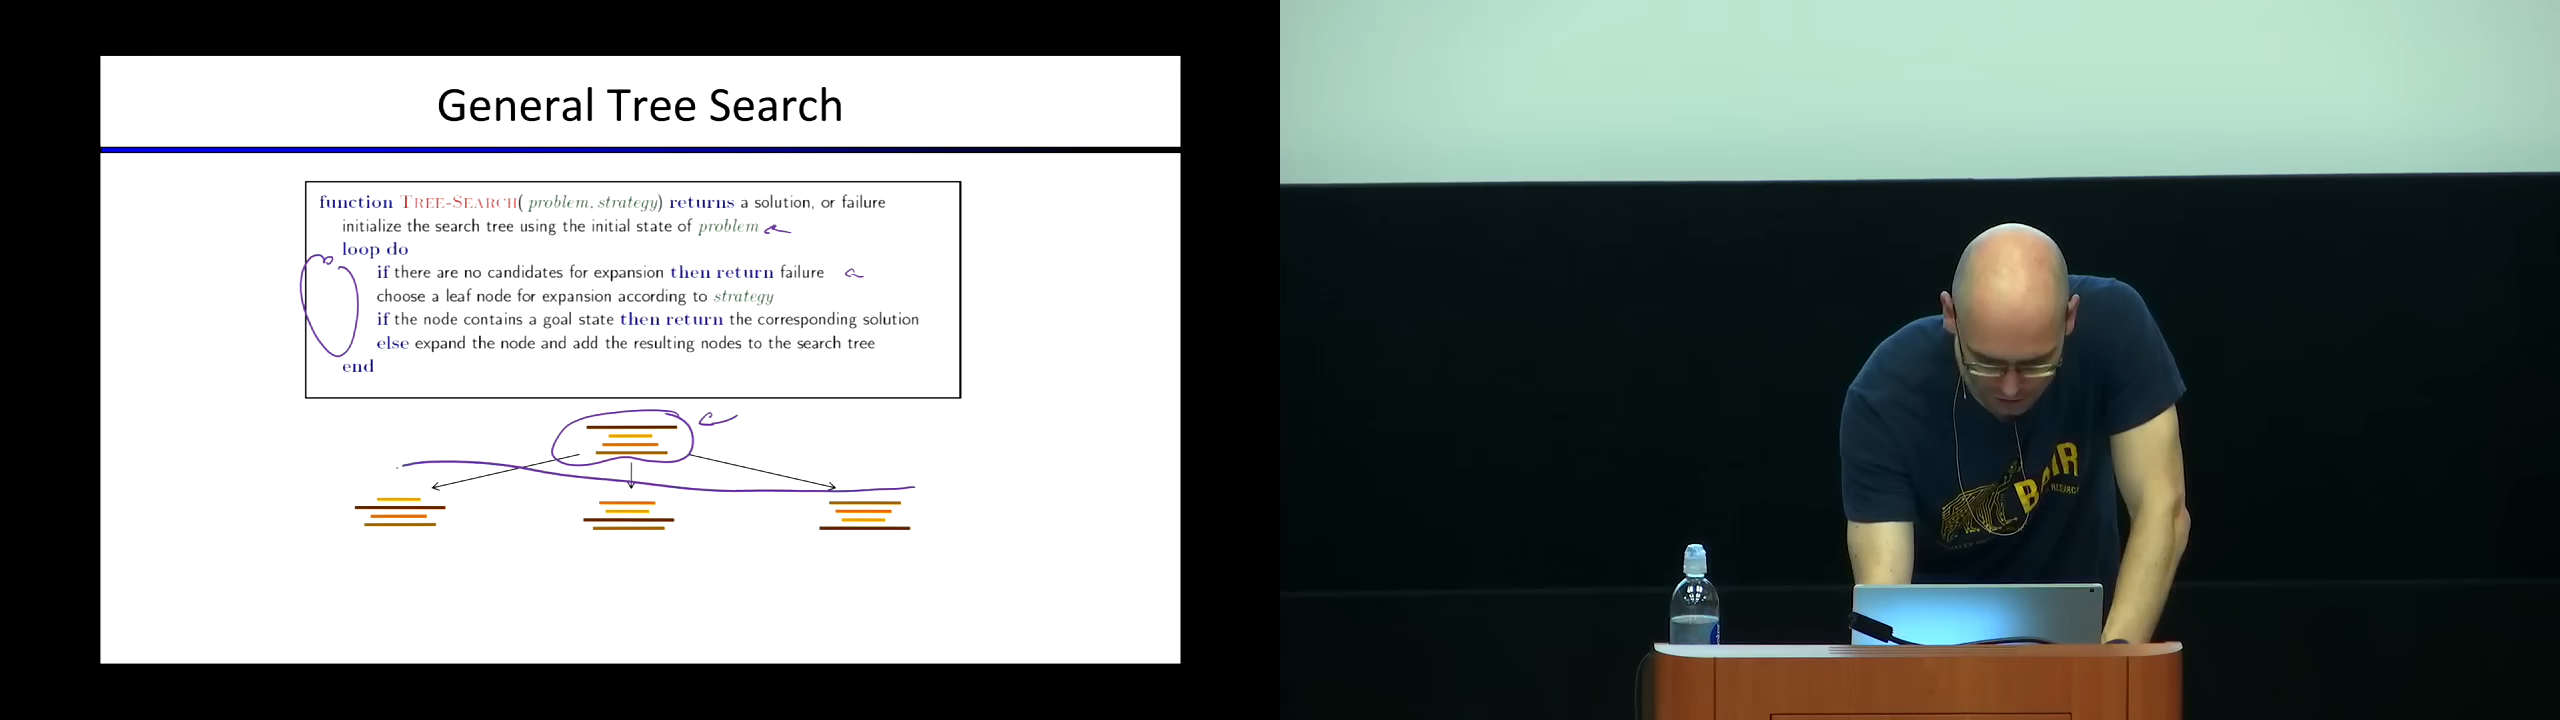 General Tree Search
function TREE-SEARCH( problem, strategy) returns a solution, or failure
initialize the search tree using the initial state of problem
loop do
if there are no candidates for expansion then return failure
choose a leaf node for expansion according to strategy
if the node contains a goal state then return the corresponding solution
else expand the node and add the resulting nodes to the search tree
end
RESEARCH